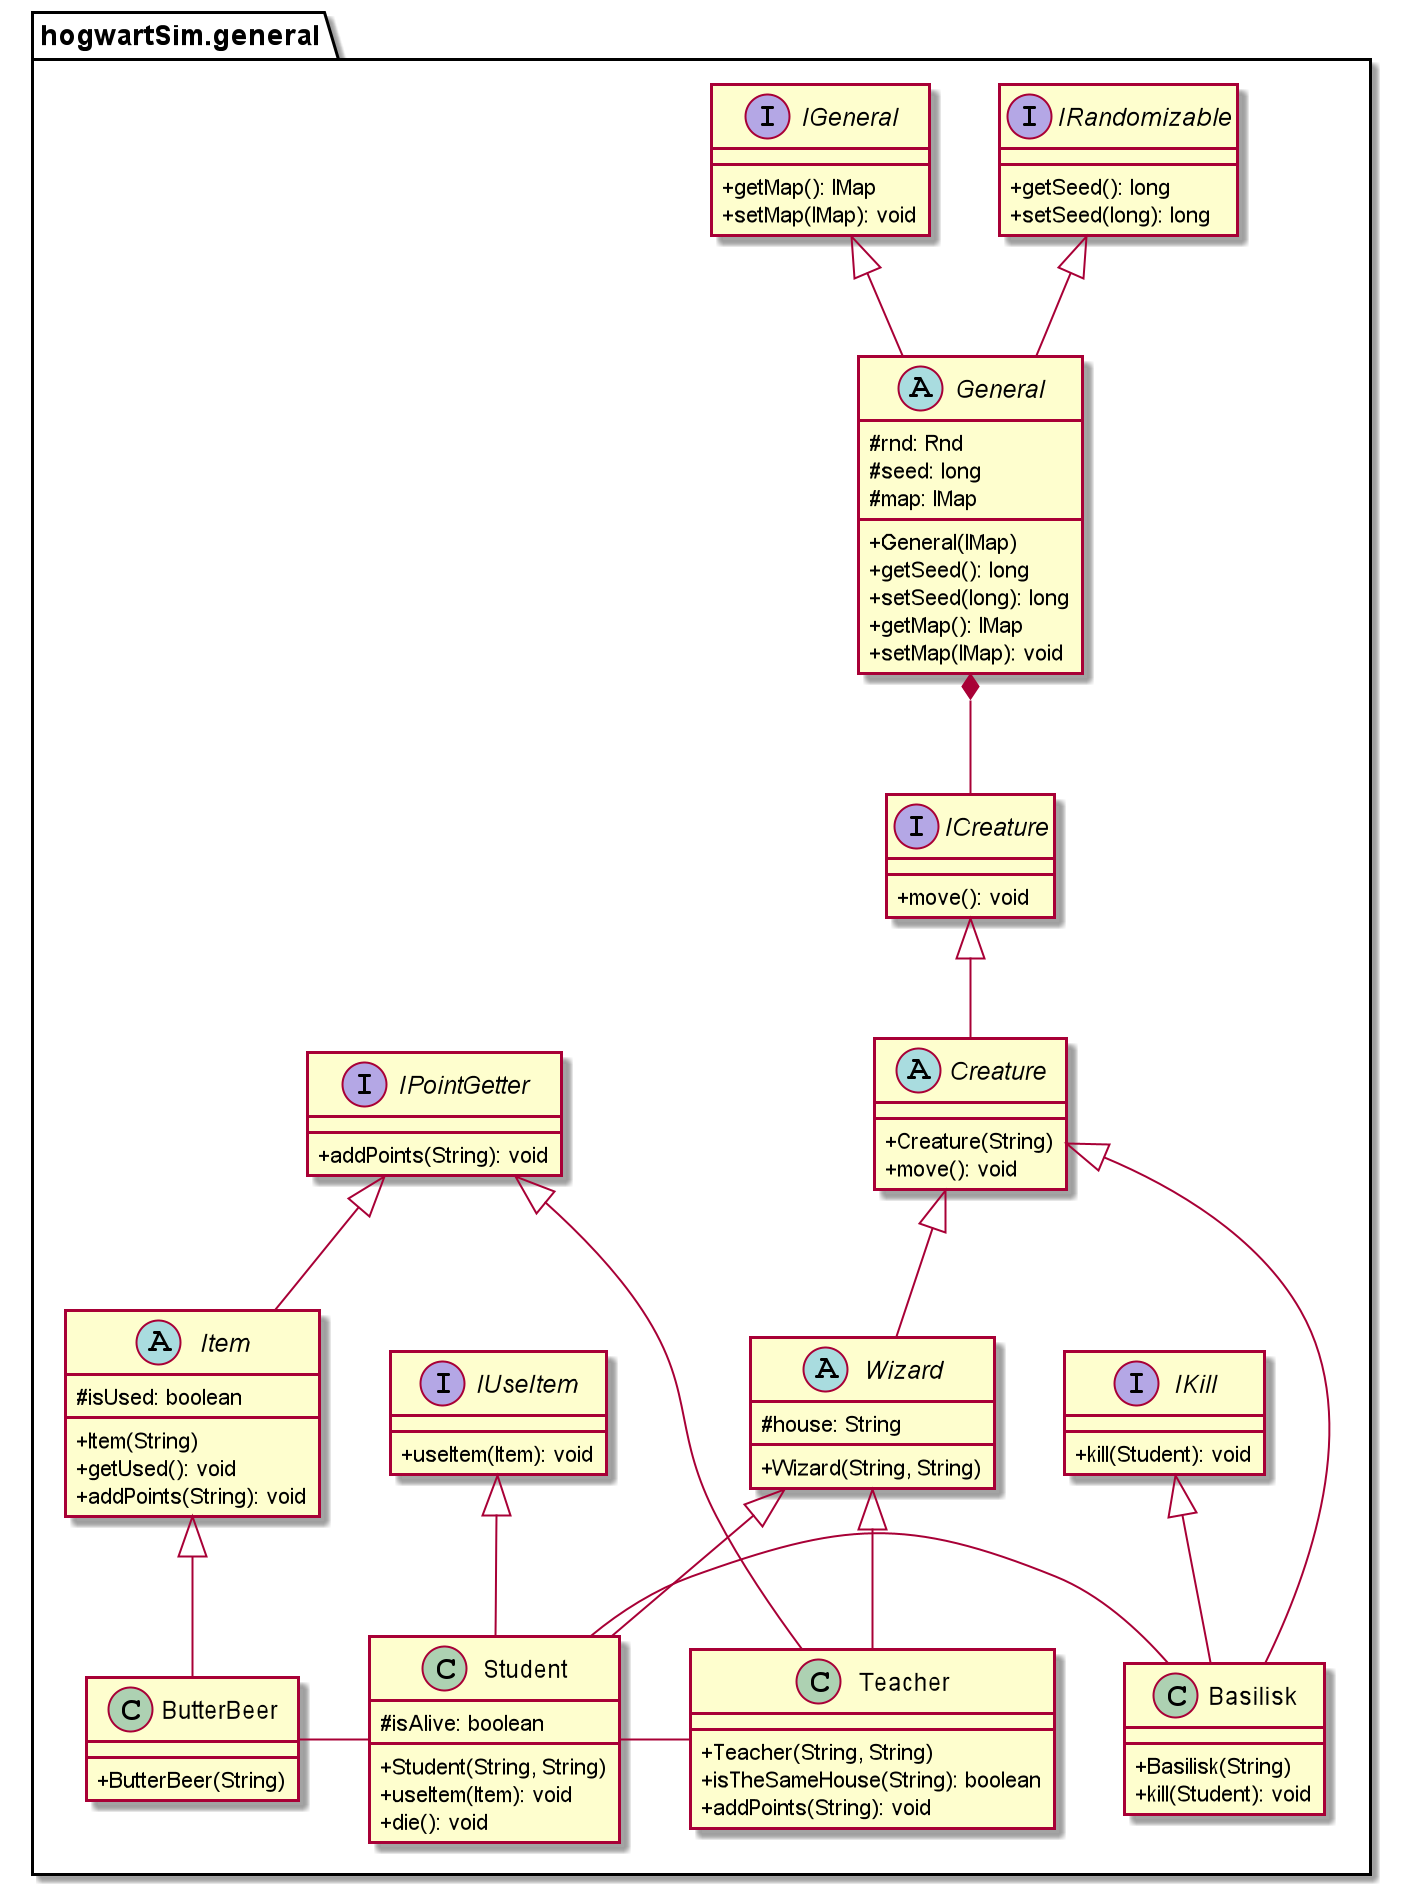 hogwartSim.general
I IGeneral
+getMap(): IMap
+setMap(IMap): void
I IRandomizable
+getSeed(): long
+setSeed(long): long
A General
#rnd: Rnd
#seed: long
#map: IMap
+General(IMap)
+getSeed(): long
+setSeed(long): long
+getMap(): IMap
+setMap(IMap): void
I ICreature
+move(): void
A Creature
+Creature(String)
+move(): void
I IPointGetter
+addPoints(String): void
A Item
#isUsed: boolean
+Item(String)
+getUsed(): void
+addPoints(String): void
I IUseItem
+useItem(Item): void
A Wizard
#house: String
+Wizard(String, String)
I IKill
+kill(Student): void
C ButterBeer
+ButterBeer(String)
C Student
#isAlive: boolean
+Student(String, String)
+useItem(Item): void
+die(): void
C Teacher
+Teacher(String, String)
+isTheSameHouse(String): boolean
+addPoints(String): void
C Basilisk
+Basilisk(String)
+kill(Student): void